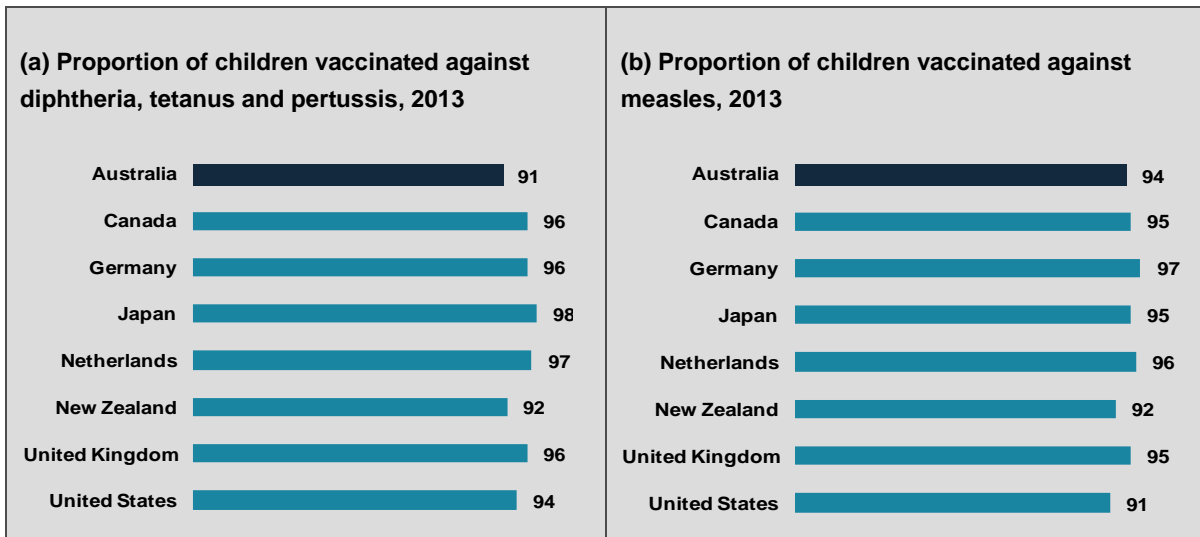 (a) Proportion of children vaccinated against
diphtheria, tetanus and pertussis, 2013
Australia 91
Canada 96
Germany 96
Japan 98
Netherlands 97
New Zealand 92
United Kingdom 96
United States 94
(b) Proportion of children vaccinated against
measles, 2013
Australia 94
Canada 95
Germany 97
Japan 95
Netherlands 96
New Zealand 92
United Kingdom 95
United States 91